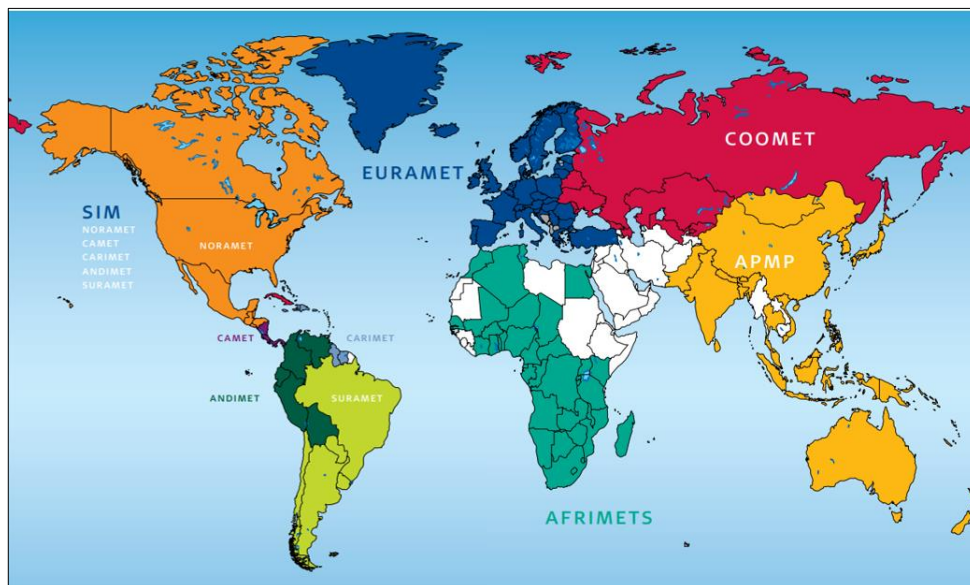 COOMET
EURAMET
SIM
NORAMET
CAMET
CARIMET
ANDIMET
SURAMET
NORAMET
APMP
CAMET
CARIMET
ANDIMET
SURAMET
AFRIMETS